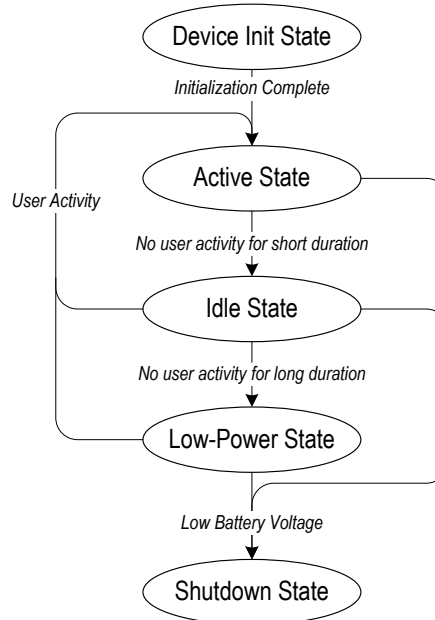 Device Init State
Initialization Complete
Active State
User Activity
No user activity for short duration
Idle State
No user activity for long duration
Low-Power State
Low Battery Voltage
Shutdown State